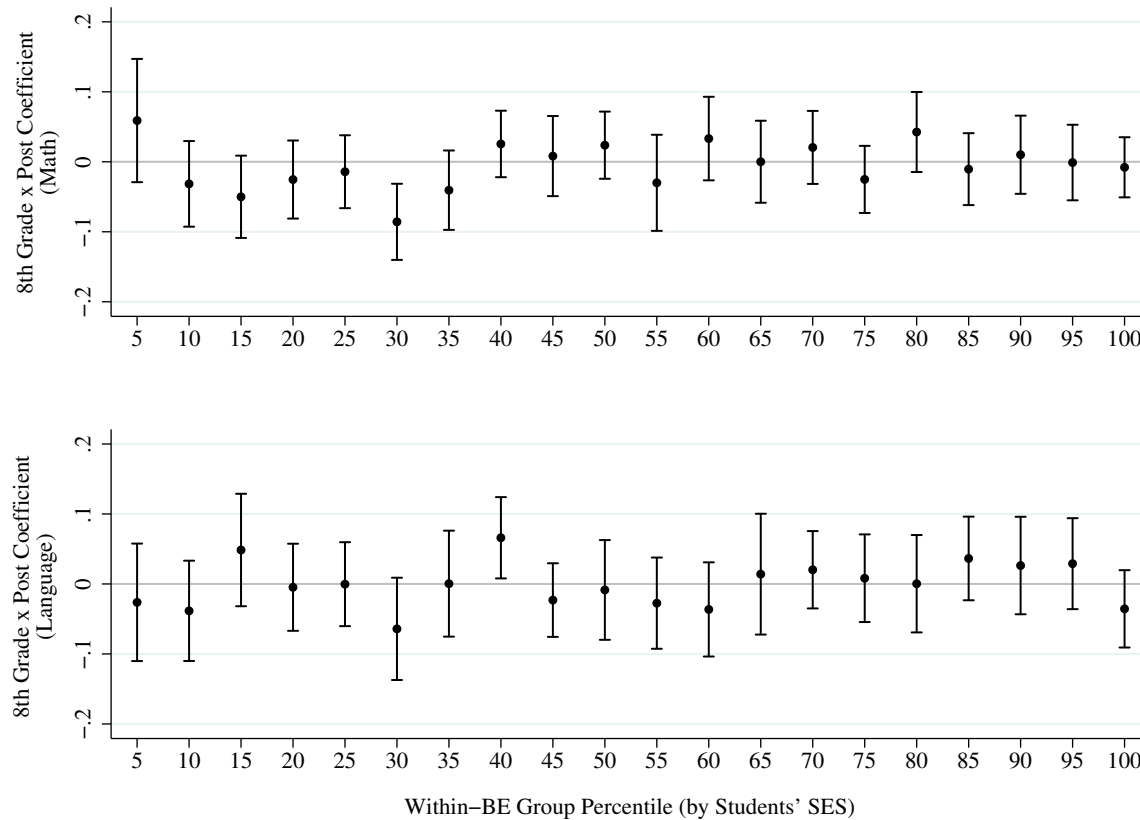 8th Grade x Post Coefficient
(Math)
.2
.1
0
−.1
−.2
5 10 15 20 25 30 35 40 45 50 55 60 65 70 75 80 85 90 95 100
8th Grade x Post Coefficient
(Language)
.2
.1
0
−.1
−.2
5 10 15 20 25 30 35 40 45 50 55 60 65 70 75 80 85 90 95 100
Within−BE Group Percentile (by Students' SES)